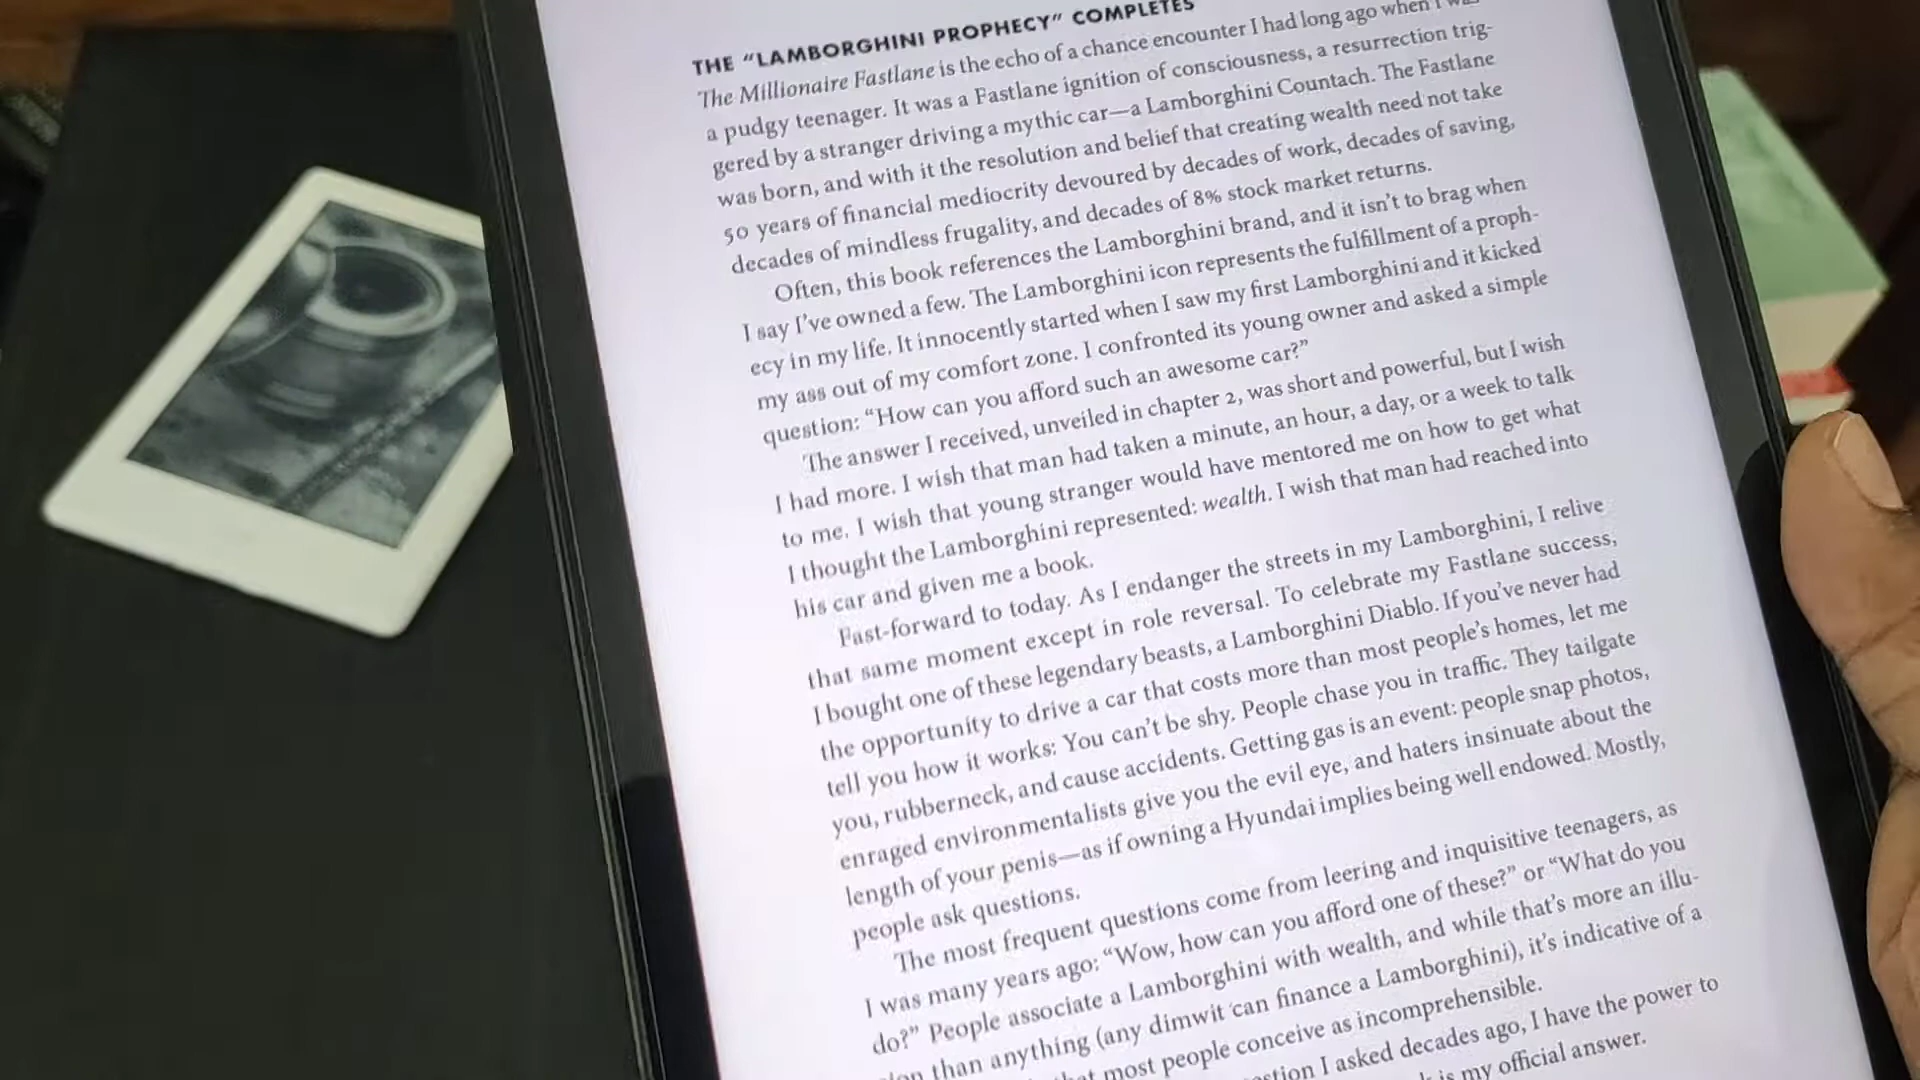 THE “LAMBORGHINI PROPHECY” COMPLETES
The Millionaire Fastlane is the echo of a chance encounter I had long ago when I was
a pudgy teenager. It was a Fastlane ignition of consciousness, a resurrection trig-
gered by a stranger driving a mythic car—a Lamborghini Countach. The Fastlane
was born, and with it the resolution and belief that creating wealth need not take
50 years of financial mediocrity devoured by decades of work, decades of saving,
decades of mindless frugality, and decades of 8% stock market returns.
Often, this book references the Lamborghini brand, and it isn’t to brag when
I say I’ve owned a few. The Lamborghini icon represents the fulfillment of a proph-
ecy in my life. It innocently started when I saw my first Lamborghini and it kicked
my ass out of my comfort zone. I confronted its young owner and asked a simple
question: “How can you afford such an awesome car?”
The answer I received, unveiled in chapter 2, was short and powerful, but I wish
I had more. I wish that man had taken a minute, an hour, a day, or a week to talk
to me. I wish that young stranger would have mentored me on how to get what
I thought the Lamborghini represented: wealth. I wish that man had reached into
his car and given me a book.
Fast-forward to today. As I endanger the streets in my Lamborghini, I relive
that same moment except in role reversal. To celebrate my Fastlane success,
I bought one of these legendary beasts, a Lamborghini Diablo. If you’ve never had
the opportunity to drive a car that costs more than most people’s homes, let me
tell you how it works: You can’t be shy. People chase you in traffic. They tailgate
you, rubberneck, and cause accidents. Getting gas is an event: people snap photos,
enraged environmentalists give you the evil eye, and haters insinuate about the
length of your penis—as if owning a Hyundai implies being well endowed. Mostly,
people ask questions.
The most frequent questions come from leering and inquisitive teenagers, as
I was many years ago: “Wow, how can you afford one of these?” or “What do you
do?” People associate a Lamborghini with wealth, and while that’s more an illu-
sion than anything (any dimwit can finance a Lamborghini), it’s indicative of a
that most people conceive as incomprehensible.
question I asked decades ago, I have the power to
is my official answer.